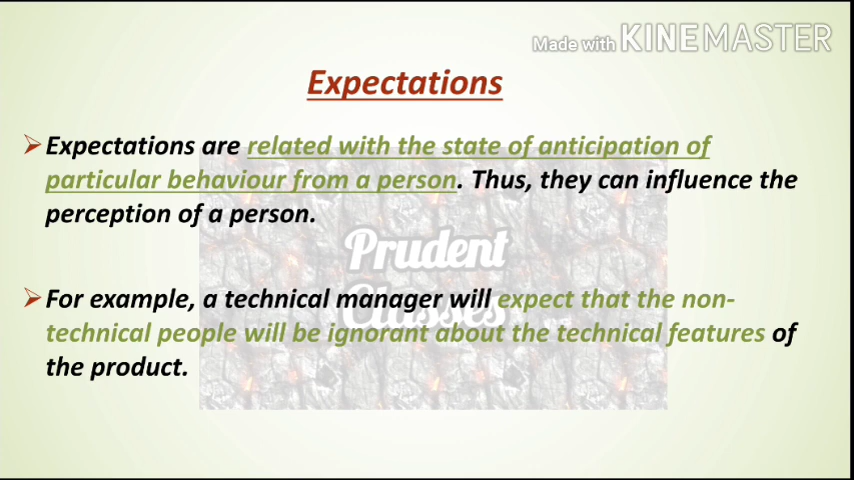 Made with KINEMASTER
Expectations
Expectations are related with the state of anticipation of
particular behaviour from a person. Thus, they can influence the
perception of a person.
Prudent
For example, a technical manager will expect that the non-
Classes
technical people will be ignorant about the technical features of
the product.